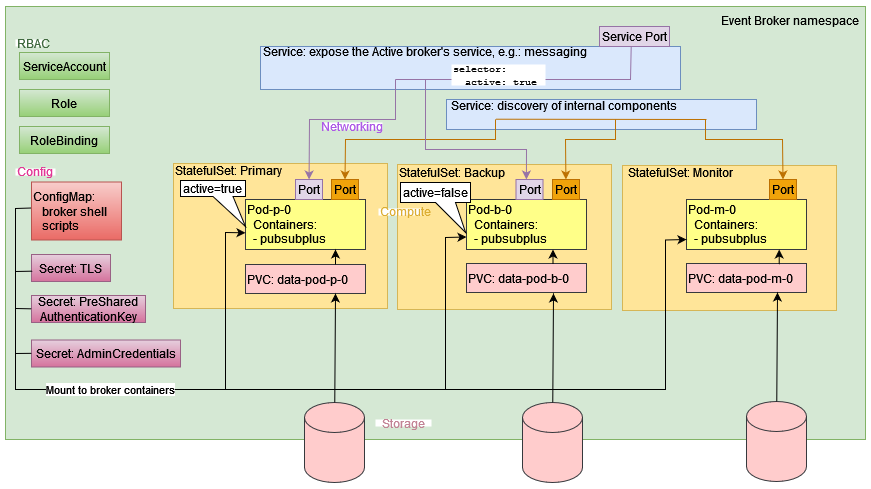 Event Broker namespace
Service Port
Service: expose the Active broker's service, e.g.: messaging
selector:
active: true
Service: discovery of internal components
Networking
RBAC
ServiceAccount
Role
RoleBinding
Config
ConfigMap:
broker shell
scripts
Secret: TLS
Secret: PreShared
AuthenticationKey
Secret: AdminCredentials
Mount to broker containers
StatefulSet: Primary
active=true
Port
Port
Pod-p-0
Containers:
- pubsubplus
PVC: data-pod-p-0
Compute
StatefulSet: Backup
active=false
Port
Port
Pod-b-0
Containers:
- pubsubplus
PVC: data-pod-b-0
StatefulSet: Monitor
Port
Pod-m-0
Containers:
- pubsubplus
PVC: data-pod-m-0
Storage